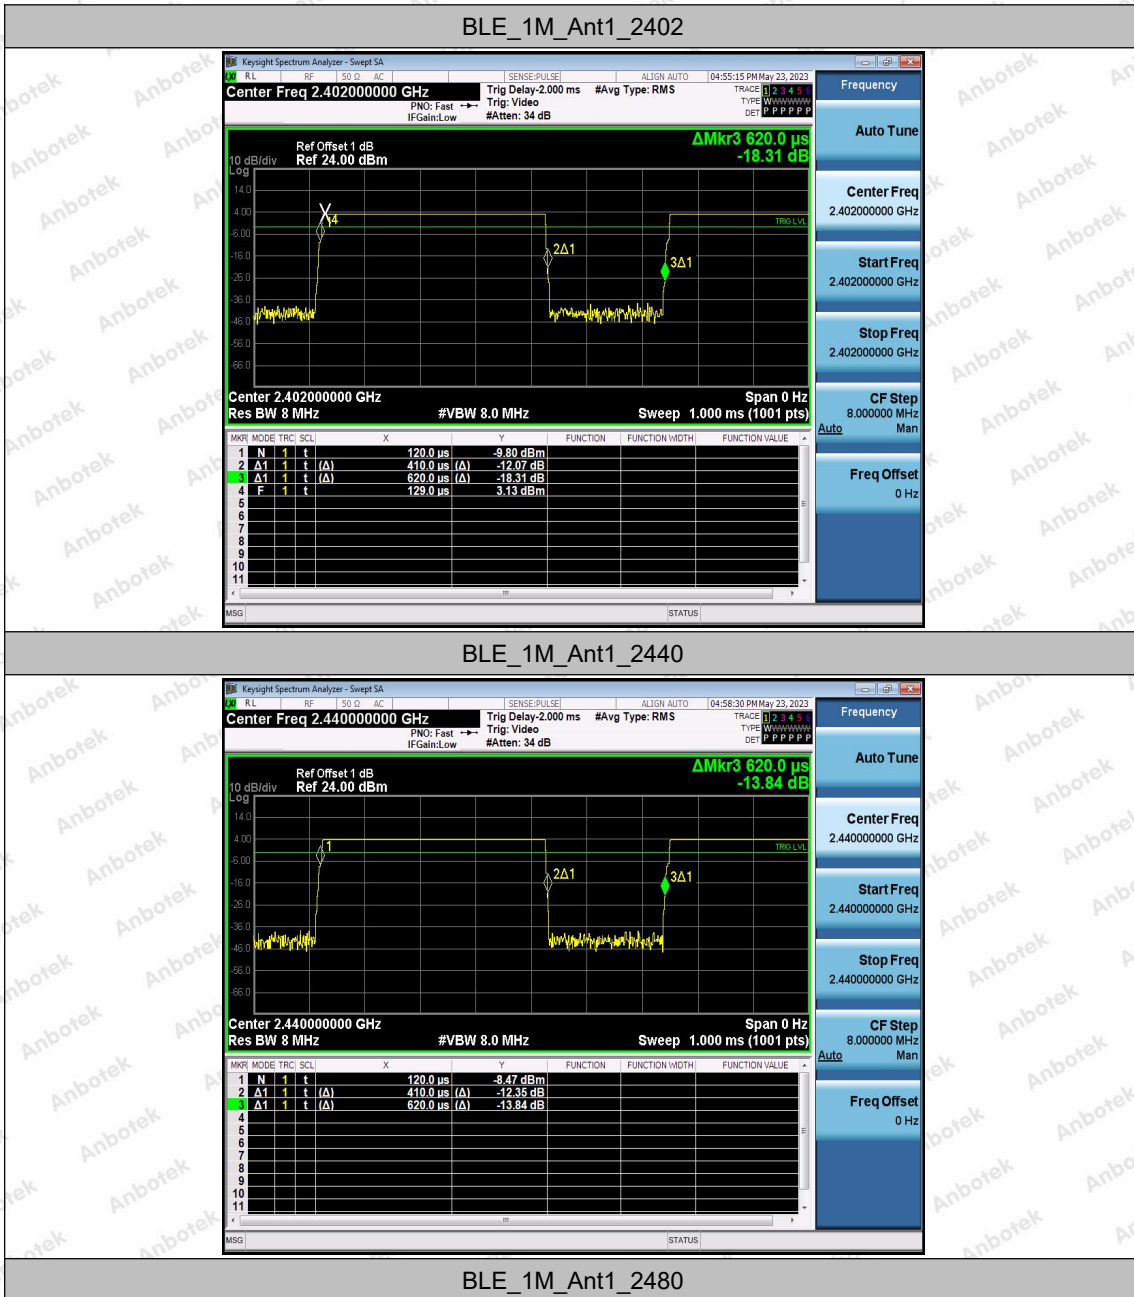 BLE_1M_Ant1_2402
Keysight Spectrum Analyzer - Swept SA
LXI RL RF 50 Ω AC SENSE:PULSE ALIGN AUTO 04:55:15 PM May 23, 2023
Center Freq 2.402000000 GHz
PNO: Fast
IFGain:Low
Trig Delay-2.000 ms
Trig: Video
#Atten: 34 dB
#Avg Type: RMS
TRACE 1 2 3 4 5 6
TYPE WWWWWW
DET P P P P P P
ΔMkr3 620.0 µs
-18.31 dB
Ref Offset 1 dB
10 dB/div Ref 24.00 dBm
Log
14.0
4.00
-6.00
-16.0
-26.0
-36.0
-46.0
-56.0
-66.0
14
2Δ1
3Δ1
TRIG LVL
Center 2.402000000 GHz Span 0 Hz
Res BW 8 MHz #VBW 8.0 MHz Sweep 1.000 ms (1001 pts)
MKR MODE TRC SCL X Y FUNCTION FUNCTION WIDTH FUNCTION VALUE
1 N 1 t 120.0 µs -9.80 dBm
2 Δ1 1 t (Δ) 410.0 µs (Δ) -12.07 dB
3 Δ1 1 t (Δ) 620.0 µs (Δ) -18.31 dB
4 F 1 t 129.0 µs 3.13 dBm
5
6
7
8
9
10
11
MSG STATUS
Frequency
Auto Tune
Center Freq
2.402000000 GHz
Start Freq
2.402000000 GHz
Stop Freq
2.402000000 GHz
CF Step
8.000000 MHz
Auto Man
Freq Offset
0 Hz
BLE_1M_Ant1_2440
Keysight Spectrum Analyzer - Swept SA
LXI RL RF 50 Ω AC SENSE:PULSE ALIGN AUTO 04:58:30 PM May 23, 2023
Center Freq 2.440000000 GHz
PNO: Fast
IFGain:Low
Trig Delay-2.000 ms
Trig: Video
#Atten: 34 dB
#Avg Type: RMS
TRACE 1 2 3 4 5 6
TYPE WWWWWW
DET P P P P P P
ΔMkr3 620.0 µs
-13.84 dB
Ref Offset 1 dB
10 dB/div Ref 24.00 dBm
Log
14.0
4.00
-6.00
-16.0
-26.0
-36.0
-46.0
-56.0
-66.0
1
2Δ1
3Δ1
TRIG LVL
Center 2.440000000 GHz Span 0 Hz
Res BW 8 MHz #VBW 8.0 MHz Sweep 1.000 ms (1001 pts)
MKR MODE TRC SCL X Y FUNCTION FUNCTION WIDTH FUNCTION VALUE
1 N 1 t 120.0 µs -8.47 dBm
2 Δ1 1 t (Δ) 410.0 µs (Δ) -12.35 dB
3 Δ1 1 t (Δ) 620.0 µs (Δ) -13.84 dB
4
5
6
7
8
9
10
11
MSG STATUS
Frequency
Auto Tune
Center Freq
2.440000000 GHz
Start Freq
2.440000000 GHz
Stop Freq
2.440000000 GHz
CF Step
8.000000 MHz
Auto Man
Freq Offset
0 Hz
BLE_1M_Ant1_2480
Anbotek